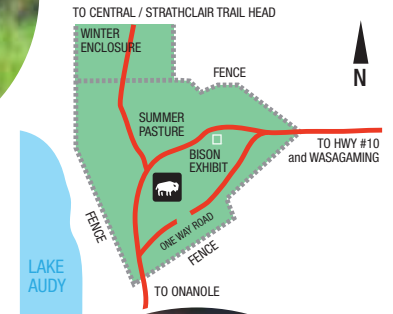 TO CENTRAL / STRATHCLAIR TRAIL HEAD
WINTER
ENCLOSURE
FENCE
N
SUMMER
PASTURE
TO HWY #10
and WASAGAMING
BISON
EXHIBIT
FENCE
ONE WAY ROAD
FENCE
LAKE
AUDY
TO ONANOLE